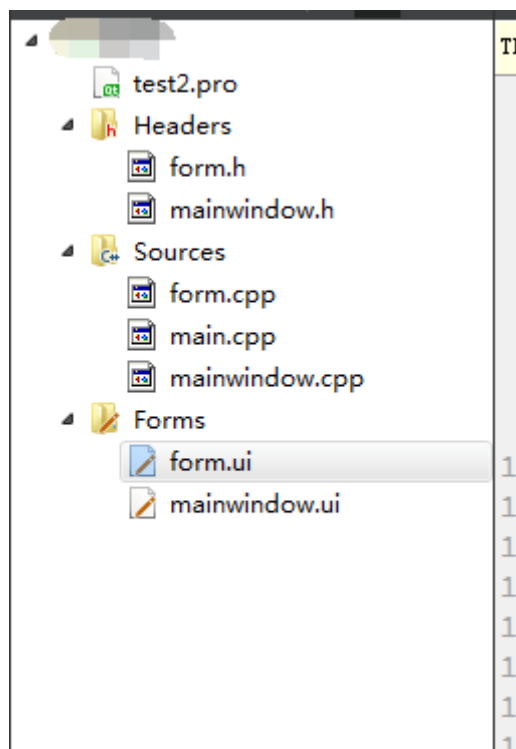 test2.pro
Headers
form.h
mainwindow.h
Sources
form.cpp
main.cpp
mainwindow.cpp
Forms
form.ui
mainwindow.ui